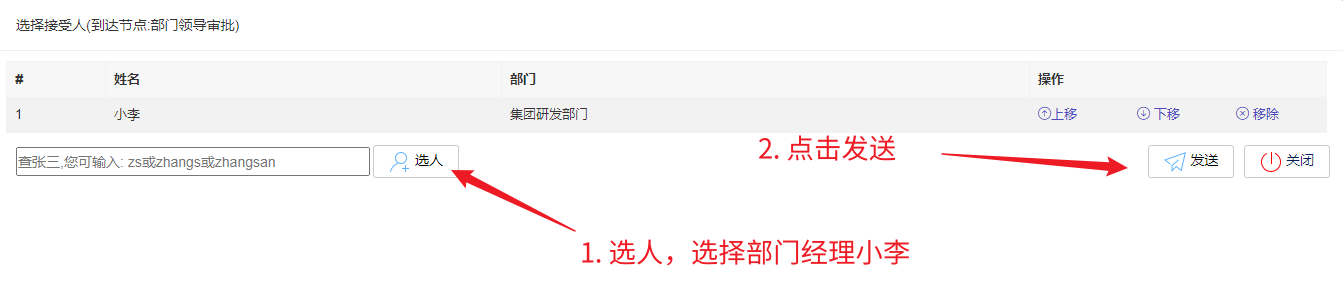 选择接受人(到达节点:部门领导审批)
# 姓名 部门 操作
1 小李 集团研发部门 上移 下移 移除
查张三,您可输入: zs或zhangs或zhangsan 选人 2. 点击发送 发送 关闭
1. 选人，选择部门经理小李